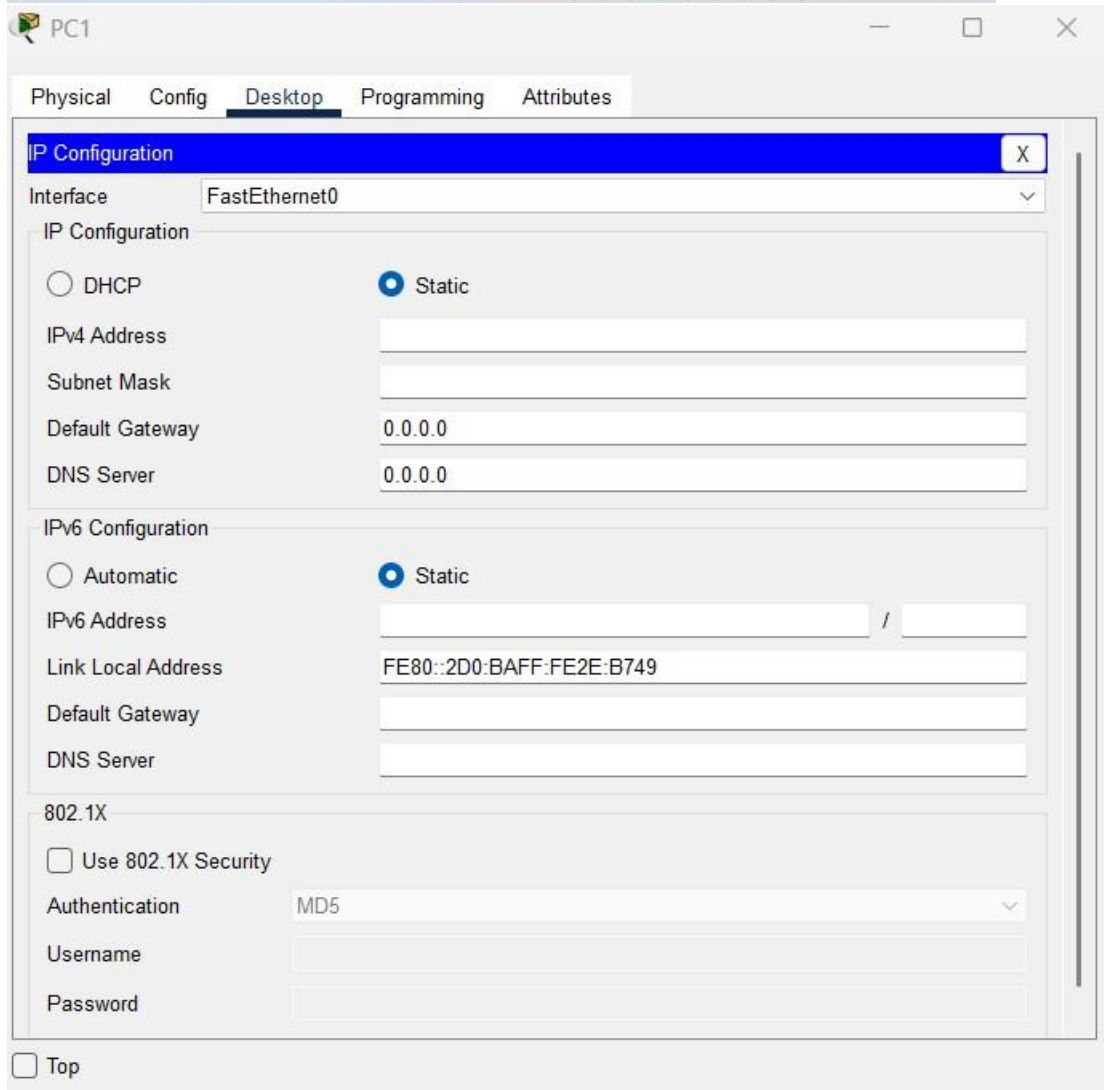 PC1
Physical Config Desktop Programming Attributes
IP Configuration X
Interface FastEthernet0
IP Configuration
DHCP Static
IPv4 Address
Subnet Mask
Default Gateway 0.0.0.0
DNS Server 0.0.0.0
IPv6 Configuration
Automatic Static
IPv6 Address /
Link Local Address FE80::2D0:BAFF:FE2E:B749
Default Gateway
DNS Server
802.1X
Use 802.1X Security
Authentication MD5
Username
Password
Top